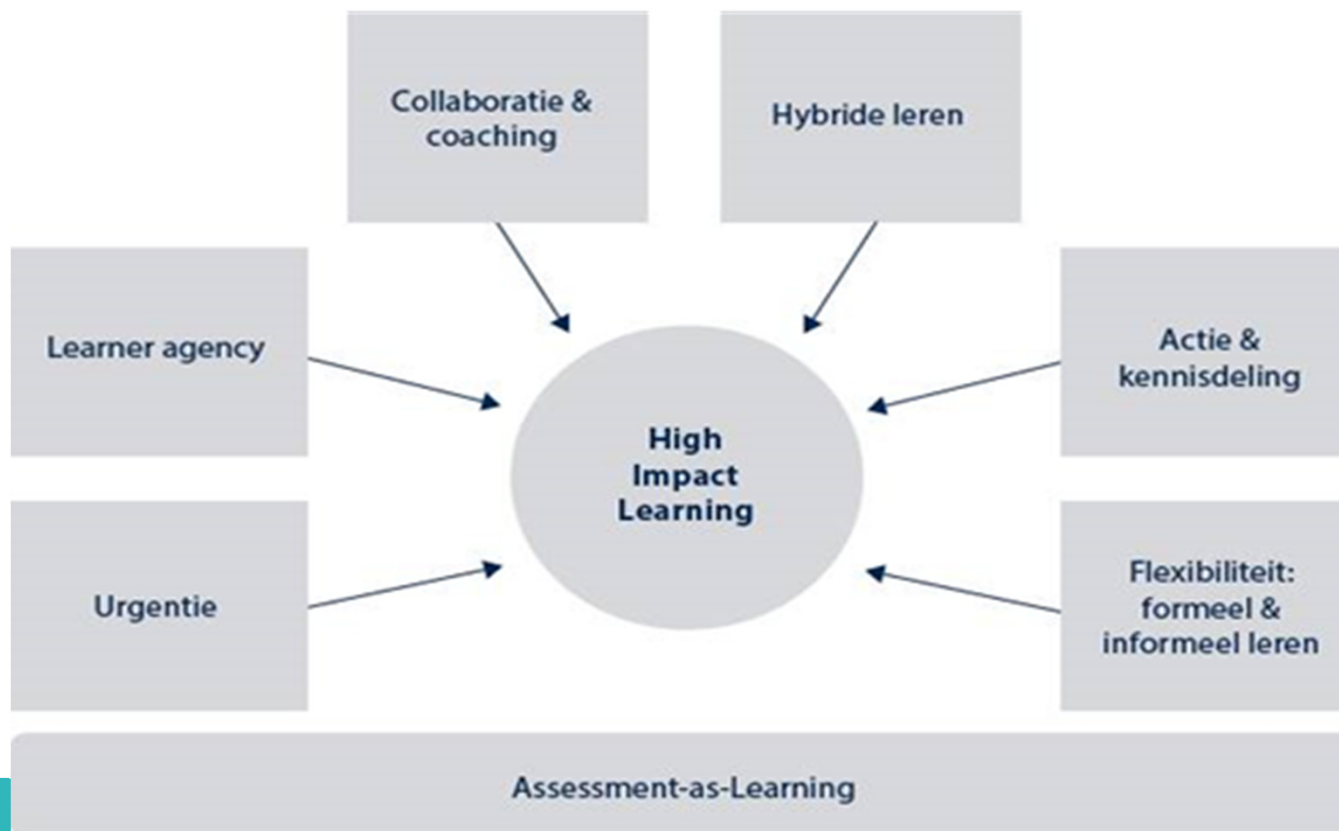 Collaboratie &
coaching
Hybride leren
Learner agency
Actie &
kennisdeling
High
Impact
Learning
Urgentie
Flexibiliteit:
formeel &
informeel leren
Assessment-as-Learning